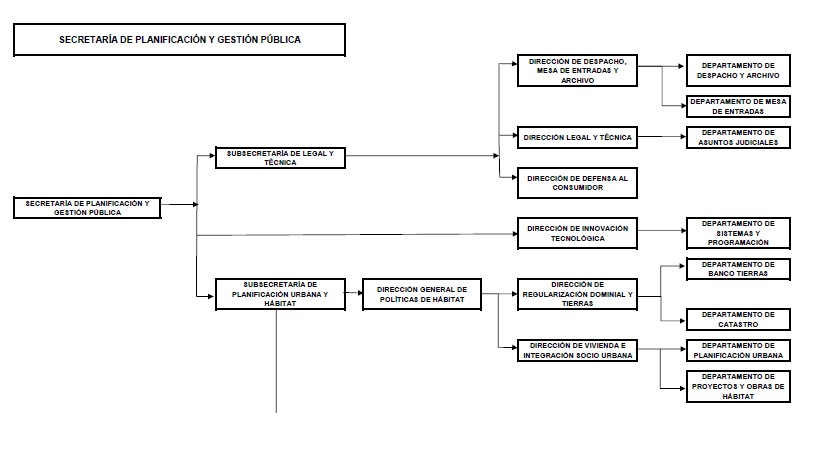 SECRETARÍA DE PLANIFICACIÓN Y GESTIÓN PÚBLICA
DIRECCIÓN DE DESPACHO,
MESA DE ENTRADAS Y
ARCHIVO
DEPARTAMENTO DE
DESPACHO Y ARCHIVO
DEPARTAMENTO DE MESA
DE ENTRADAS
SUBSECRETARÍA DE LEGAL Y
TÉCNICA
DIRECCIÓN LEGAL Y TÉCNICA
DEPARTAMENTO DE
ASUNTOS JUDICIALES
DIRECCIÓN DE DEFENSA AL
CONSUMIDOR
SECRETARÍA DE PLANIFICACIÓN Y
GESTIÓN PÚBLICA
DIRECCIÓN DE INNOVACIÓN
TECNOLÓGICA
DEPARTAMENTO DE
SISTEMAS Y
PROGRAMACIÓN
SUBSECRETARÍA DE
PLANIFICACIÓN URBANA Y
HÁBITAT
DIRECCIÓN GENERAL DE
POLÍTICAS DE HÁBITAT
DIRECCIÓN DE
REGULARIZACIÓN DOMINIAL Y
TIERRAS
DEPARTAMENTO DE
BANCO TIERRAS
DEPARTAMENTO DE
CATASTRO
DIRECCIÓN DE VIVIENDA E
INTEGRACIÓN SOCIO URBANA
DEPARTAMENTO DE
PLANIFICACIÓN URBANA
DEPARTAMENTO DE
PROYECTOS Y OBRAS DE
HÁBITAT